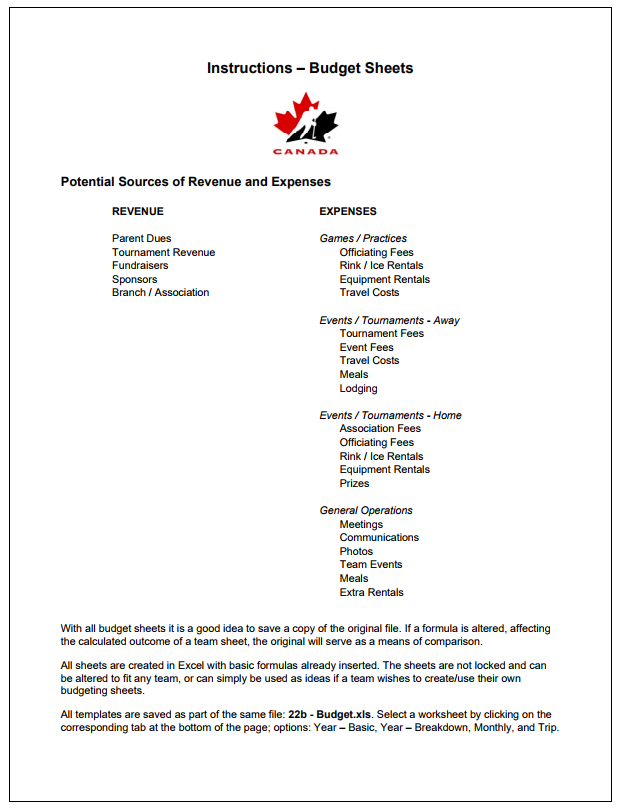 Instructions – Budget Sheets
CANADA
Potential Sources of Revenue and Expenses
REVENUE
EXPENSES
Parent Dues
Tournament Revenue
Fundraisers
Sponsors
Branch / Association
Games / Practices
Officiating Fees
Rink / Ice Rentals
Equipment Rentals
Travel Costs
Events / Tournaments - Away
Tournament Fees
Event Fees
Travel Costs
Meals
Lodging
Events / Tournaments - Home
Association Fees
Officiating Fees
Rink / Ice Rentals
Equipment Rentals
Prizes
General Operations
Meetings
Communications
Photos
Team Events
Meals
Extra Rentals
With all budget sheets it is a good idea to save a copy of the original file. If a formula is altered, affecting
the calculated outcome of a team sheet, the original will serve as a means of comparison.
All sheets are created in Excel with basic formulas already inserted. The sheets are not locked and can
be altered to fit any team, or can simply be used as ideas if a team wishes to create/use their own
budgeting sheets.
All templates are saved as part of the same file: 22b - Budget.xls. Select a worksheet by clicking on the
corresponding tab at the bottom of the page; options: Year – Basic, Year – Breakdown, Monthly, and Trip.